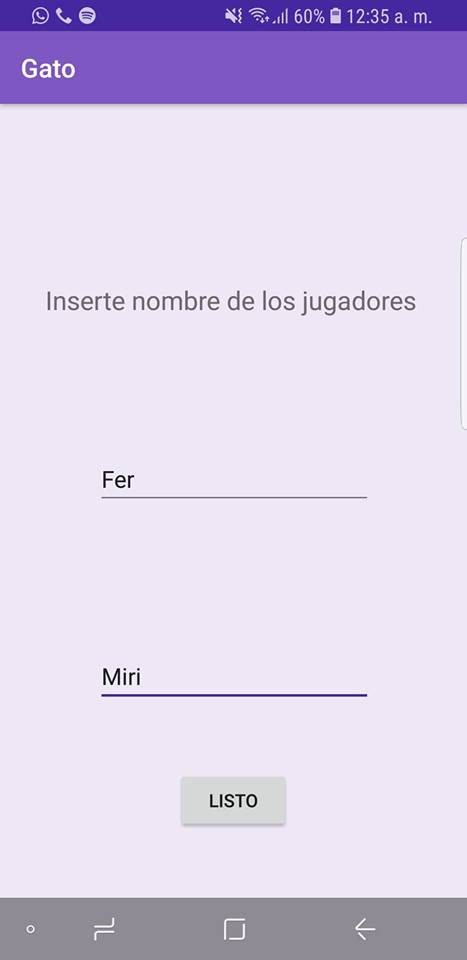 60% 12:35 a. m.
Gato
Inserte nombre de los jugadores
Fer
Miri
LISTO